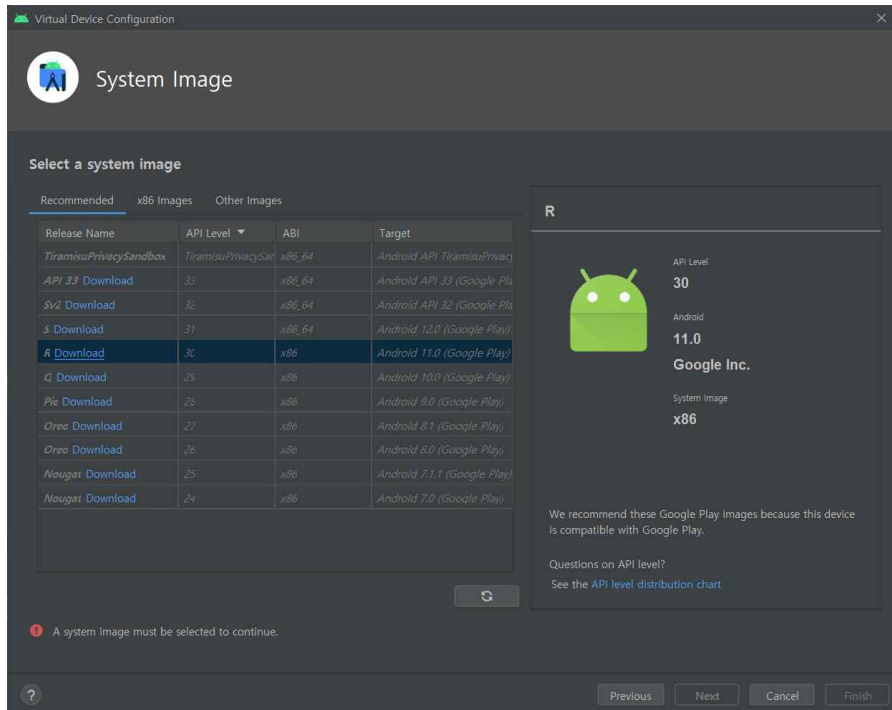 Virtual Device Configuration
System Image
Select a system image
Recommended x86 Images Other Images
Release Name API Level ABI Target
TiramisuPrivacySandbox TiramisuPrivacySar x86_64 Android API TiramisuPrivacy
API 33 Download 33 x86_64 Android API 33 (Google Pla
Sv2 Download 32 x86_64 Android API 32 (Google Pla
S Download 31 x86_64 Android 12.0 (Google Play)
R Download 30 x86 Android 11.0 (Google Play)
Q Download x86 Android 10.0 (Google Play)
Pie Download x86 Android 9.0 (Google Play)
Oreo Download 27 x86 Android 8.1 (Google Play)
Oreo Download 26 x86 Android 8.0 (Google Play)
Nougat Download 25 x86 Android 7.1.1 (Google Play)
Nougat Download 24 x86 Android 7.0 (Google Play)
A system image must be selected to continue.
R
API Level
30
Android
11.0
Google Inc.
System Image
x86
We recommend these Google Play images because this device
is compatible with Google Play.
Questions on API level?
See the API level distribution chart
? Previous Next Cancel Finish